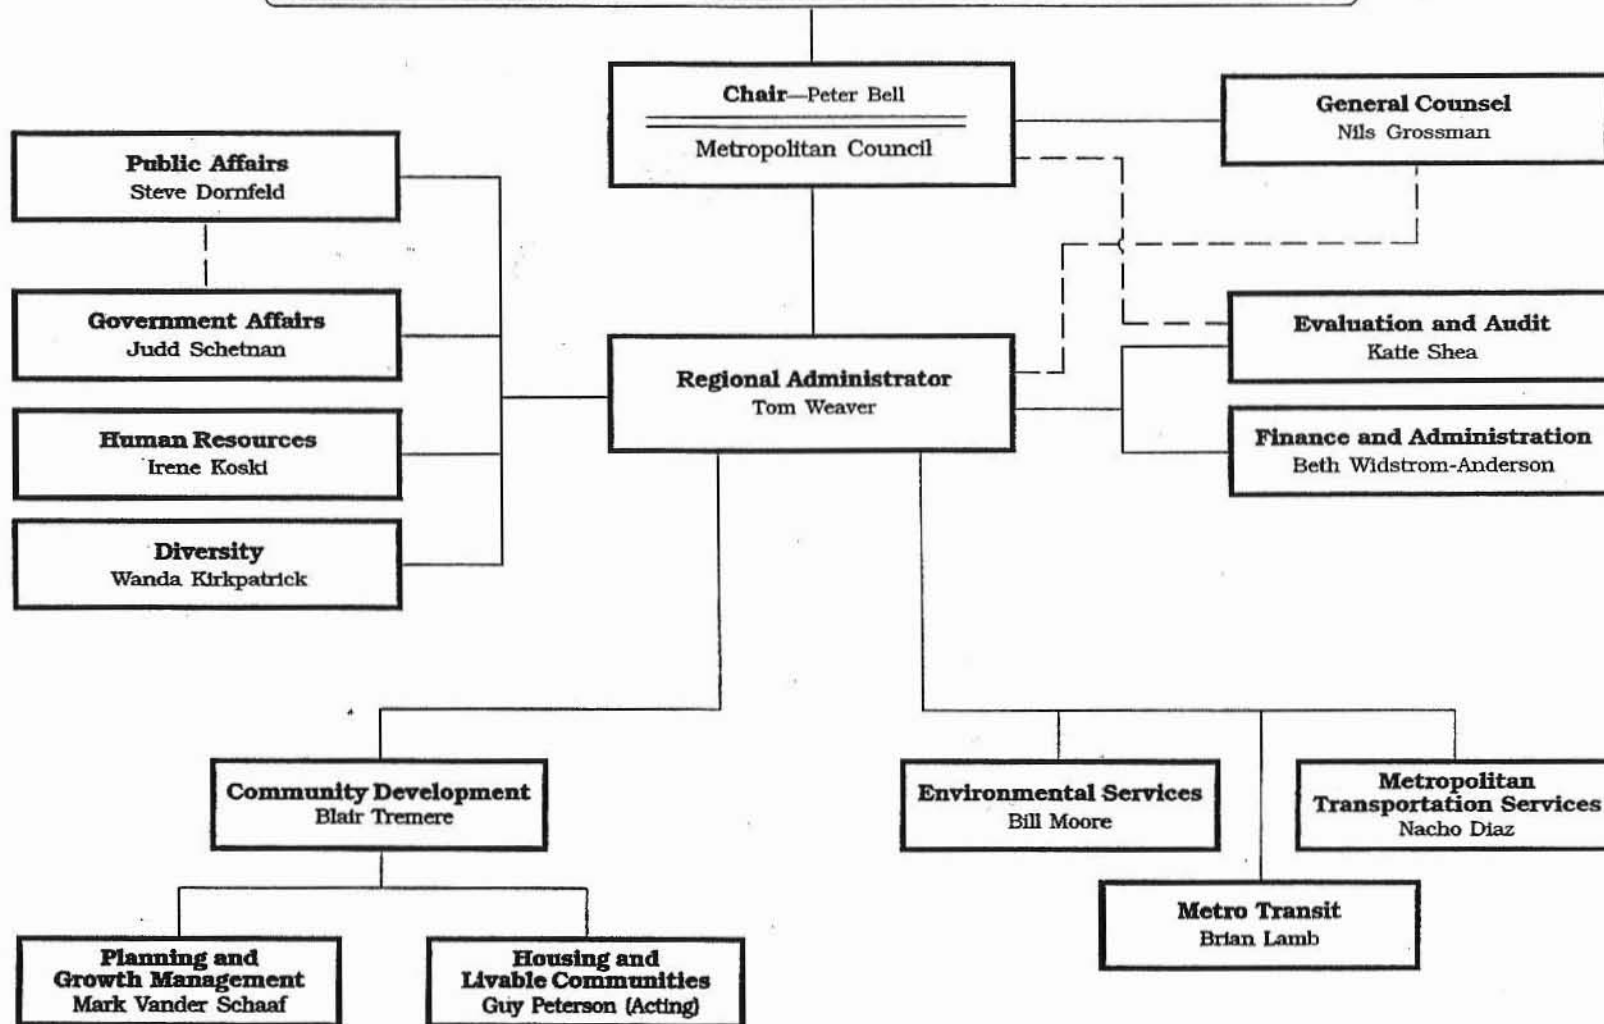 Chair—Peter Bell
Metropolitan Council
General Counsel
Nils Grossman
Public Affairs
Steve Dornfeld
Government Affairs
Judd Schetnan
Human Resources
Irene Koski
Diversity
Wanda Kirkpatrick
Regional Administrator
Tom Weaver
Evaluation and Audit
Katie Shea
Finance and Administration
Beth Widstrom-Anderson
Community Development
Blair Tremere
Environmental Services
Bill Moore
Metropolitan
Transportation Services
Nacho Diaz
Metro Transit
Brian Lamb
Planning and
Growth Management
Mark Vander Schaaf
Housing and
Livable Communities
Guy Peterson (Acting)